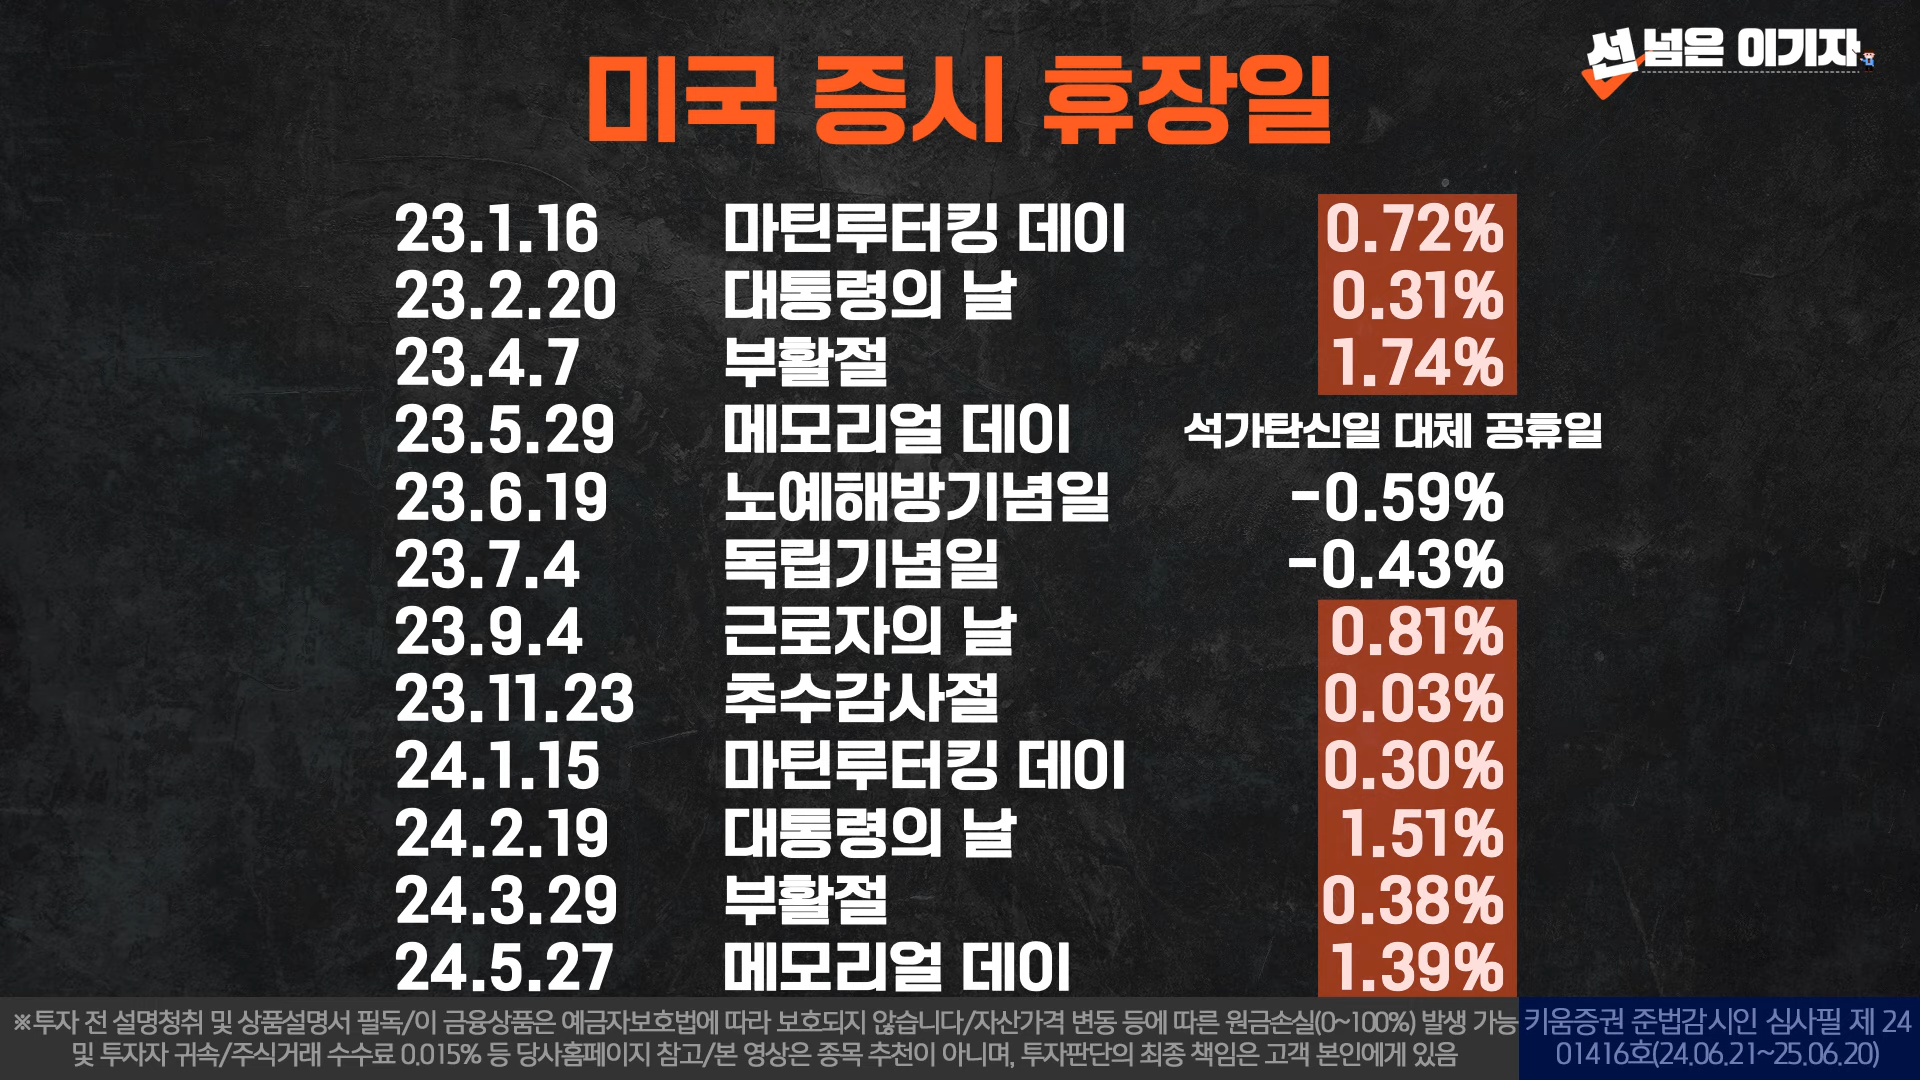 선 넘은 이기자
미국 증시 휴장일
23.1.16 마틴루터킹 데이 0.72%
23.2.20 대통령의 날 0.31%
23.4.7 부활절 1.74%
23.5.29 메모리얼 데이 석가탄신일 대체 공휴일
23.6.19 노예해방기념일 -0.59%
23.7.4 독립기념일 -0.43%
23.9.4 근로자의 날 0.81%
23.11.23 추수감사절 0.03%
24.1.15 마틴루터킹 데이 0.30%
24.2.19 대통령의 날 1.51%
24.3.29 부활절 0.38%
24.5.27 메모리얼 데이 1.39%
※투자 전 설명청취 및 상품설명서 필독/이 금융상품은 예금자보호법에 따라 보호되지 않습니다/자산가격 변동 등에 따른 원금손실(0~100%) 발생 가능
및 투자자 귀속/주식거래 수수료 0.015% 등 당사홈페이지 참고/본 영상은 종목 추천이 아니며, 투자판단의 최종 책임은 고객 본인에게 있음
키움증권 준법감시인 심사필 제 24
01416호(24.06.21~25.06.20)